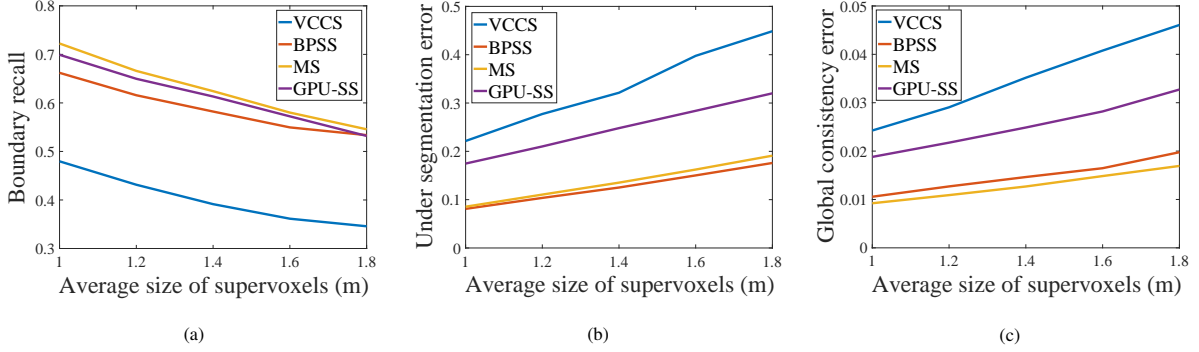 Boundary recall
0.8
0.7
0.6
0.5
0.4
0.3
VCCS
BPSS
MS
GPU-SS
1 1.2 1.4 1.6 1.8
Average size of supervoxels (m)
(a)
Under segmentation error
0.5
0.4
0.3
0.2
0.1
0
VCCS
BPSS
MS
GPU-SS
1 1.2 1.4 1.6 1.8
Average size of supervoxels (m)
(b)
Global consistency error
0.05
0.04
0.03
0.02
0.01
0
VCCS
BPSS
MS
GPU-SS
1 1.2 1.4 1.6 1.8
Average size of supervoxels (m)
(c)